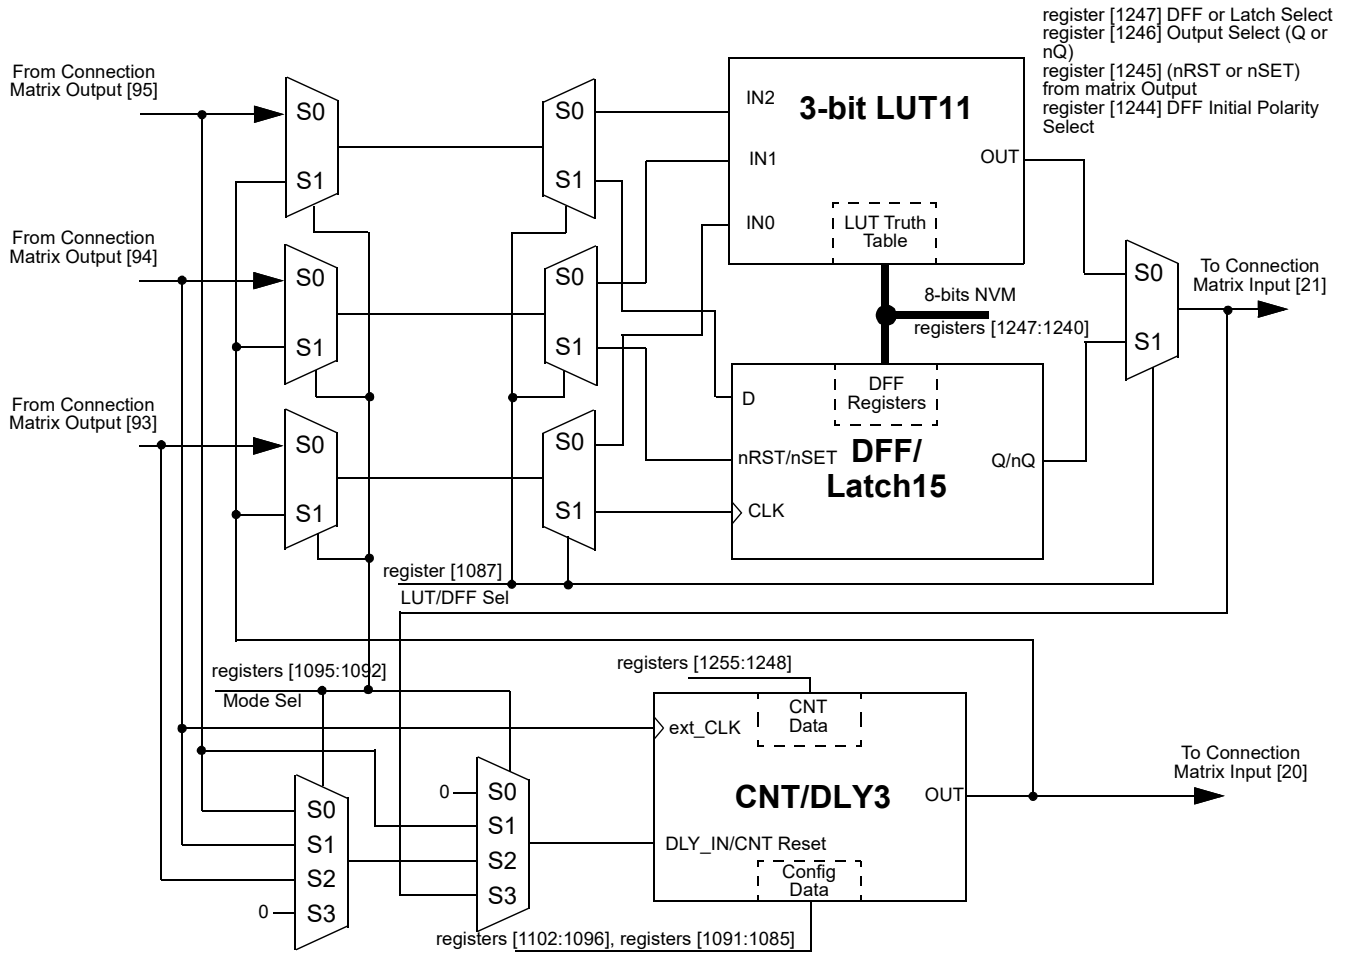 register [1247] DFF or Latch Select
register [1246] Output Select (Q or
nQ)
register [1245] (nRST or nSET)
from matrix Output
register [1244] DFF Initial Polarity
Select
From Connection
Matrix Output [95]
S0
S1
S0
S1
IN2
3-bit LUT11
IN1
OUT
IN0
LUT Truth
Table
From Connection
Matrix Output [94]
S0
S1
S0
S1
8-bits NVM
registers [1247:1240]
S0
S1
To Connection
Matrix Input [21]
From Connection
Matrix Output [93]
S0
S1
S0
S1
DFF
Registers
D
nRST/nSET
DFF/
Latch15
Q/nQ
CLK
register [1087]
LUT/DFF Sel
registers [1095:1092]
Mode Sel
registers [1255:1248]
CNT
Data
ext_CLK
CNT/DLY3
OUT
To Connection
Matrix Input [20]
DLY_IN/CNT Reset
Config
Data
0
S0
S1
S2
S3
S0
S1
S2
0
S3
registers [1102:1096], registers [1091:1085]